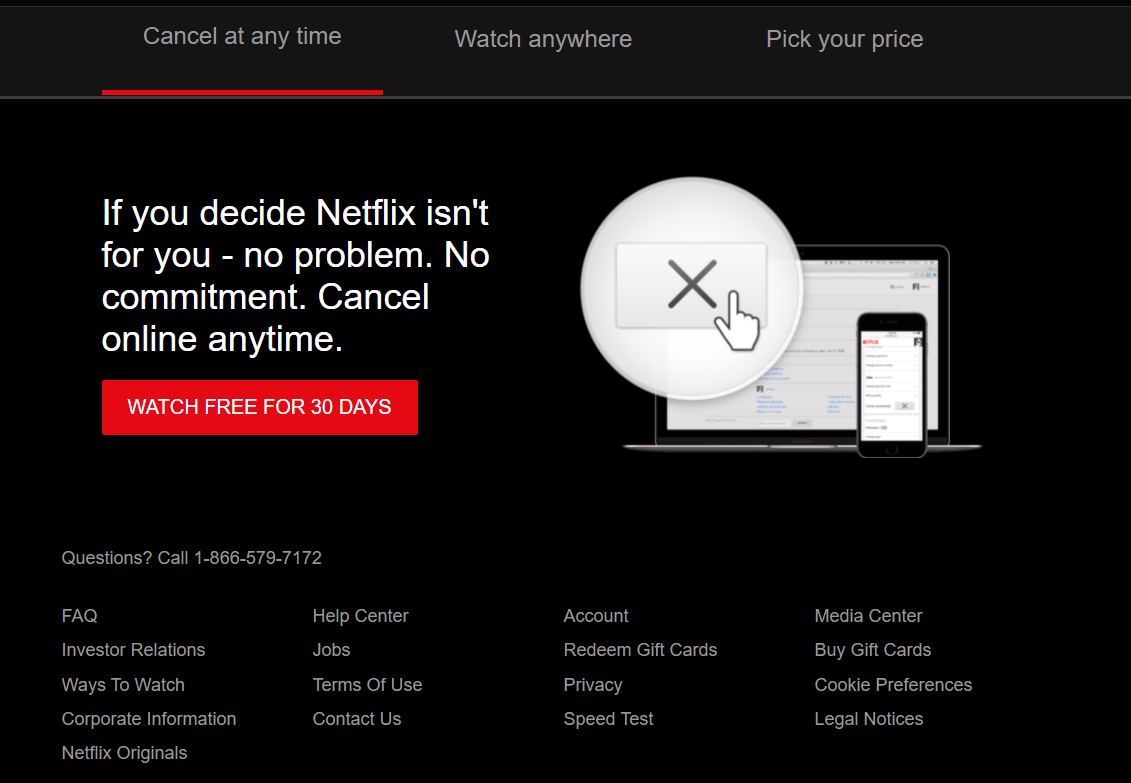 Cancel at any time
Watch anywhere
Pick your price
If you decide Netflix isn't
for you - no problem. No
commitment. Cancel
online anytime.
WATCH FREE FOR 30 DAYS
NETFLIX
Questions? Call 1-866-579-7172
FAQ
Help Center
Account
Media Center
Investor Relations
Jobs
Redeem Gift Cards
Buy Gift Cards
Ways To Watch
Terms Of Use
Privacy
Cookie Preferences
Corporate Information
Contact Us
Speed Test
Legal Notices
Netflix Originals